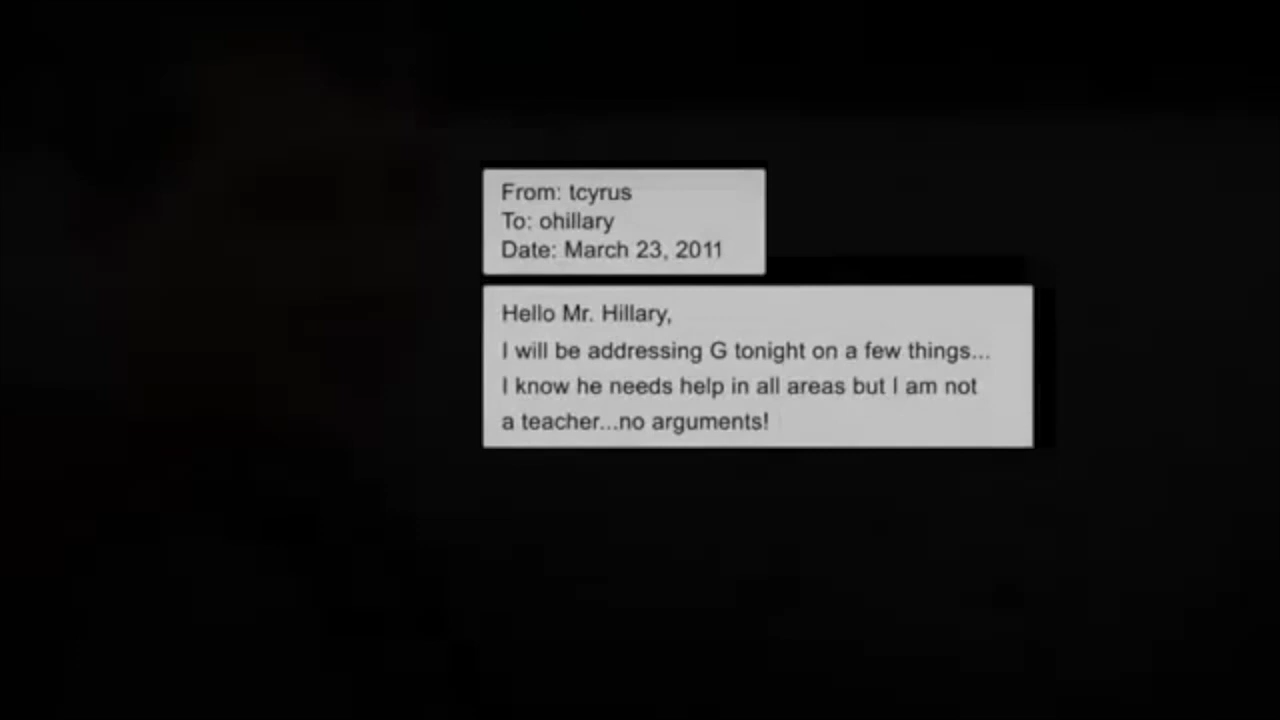 From: tcyrus
To: ohillary
Date: March 23, 2011
Hello Mr. Hillary,
I will be addressing G tonight on a few things...
I know he needs help in all areas but I am not
a teacher...no arguments!